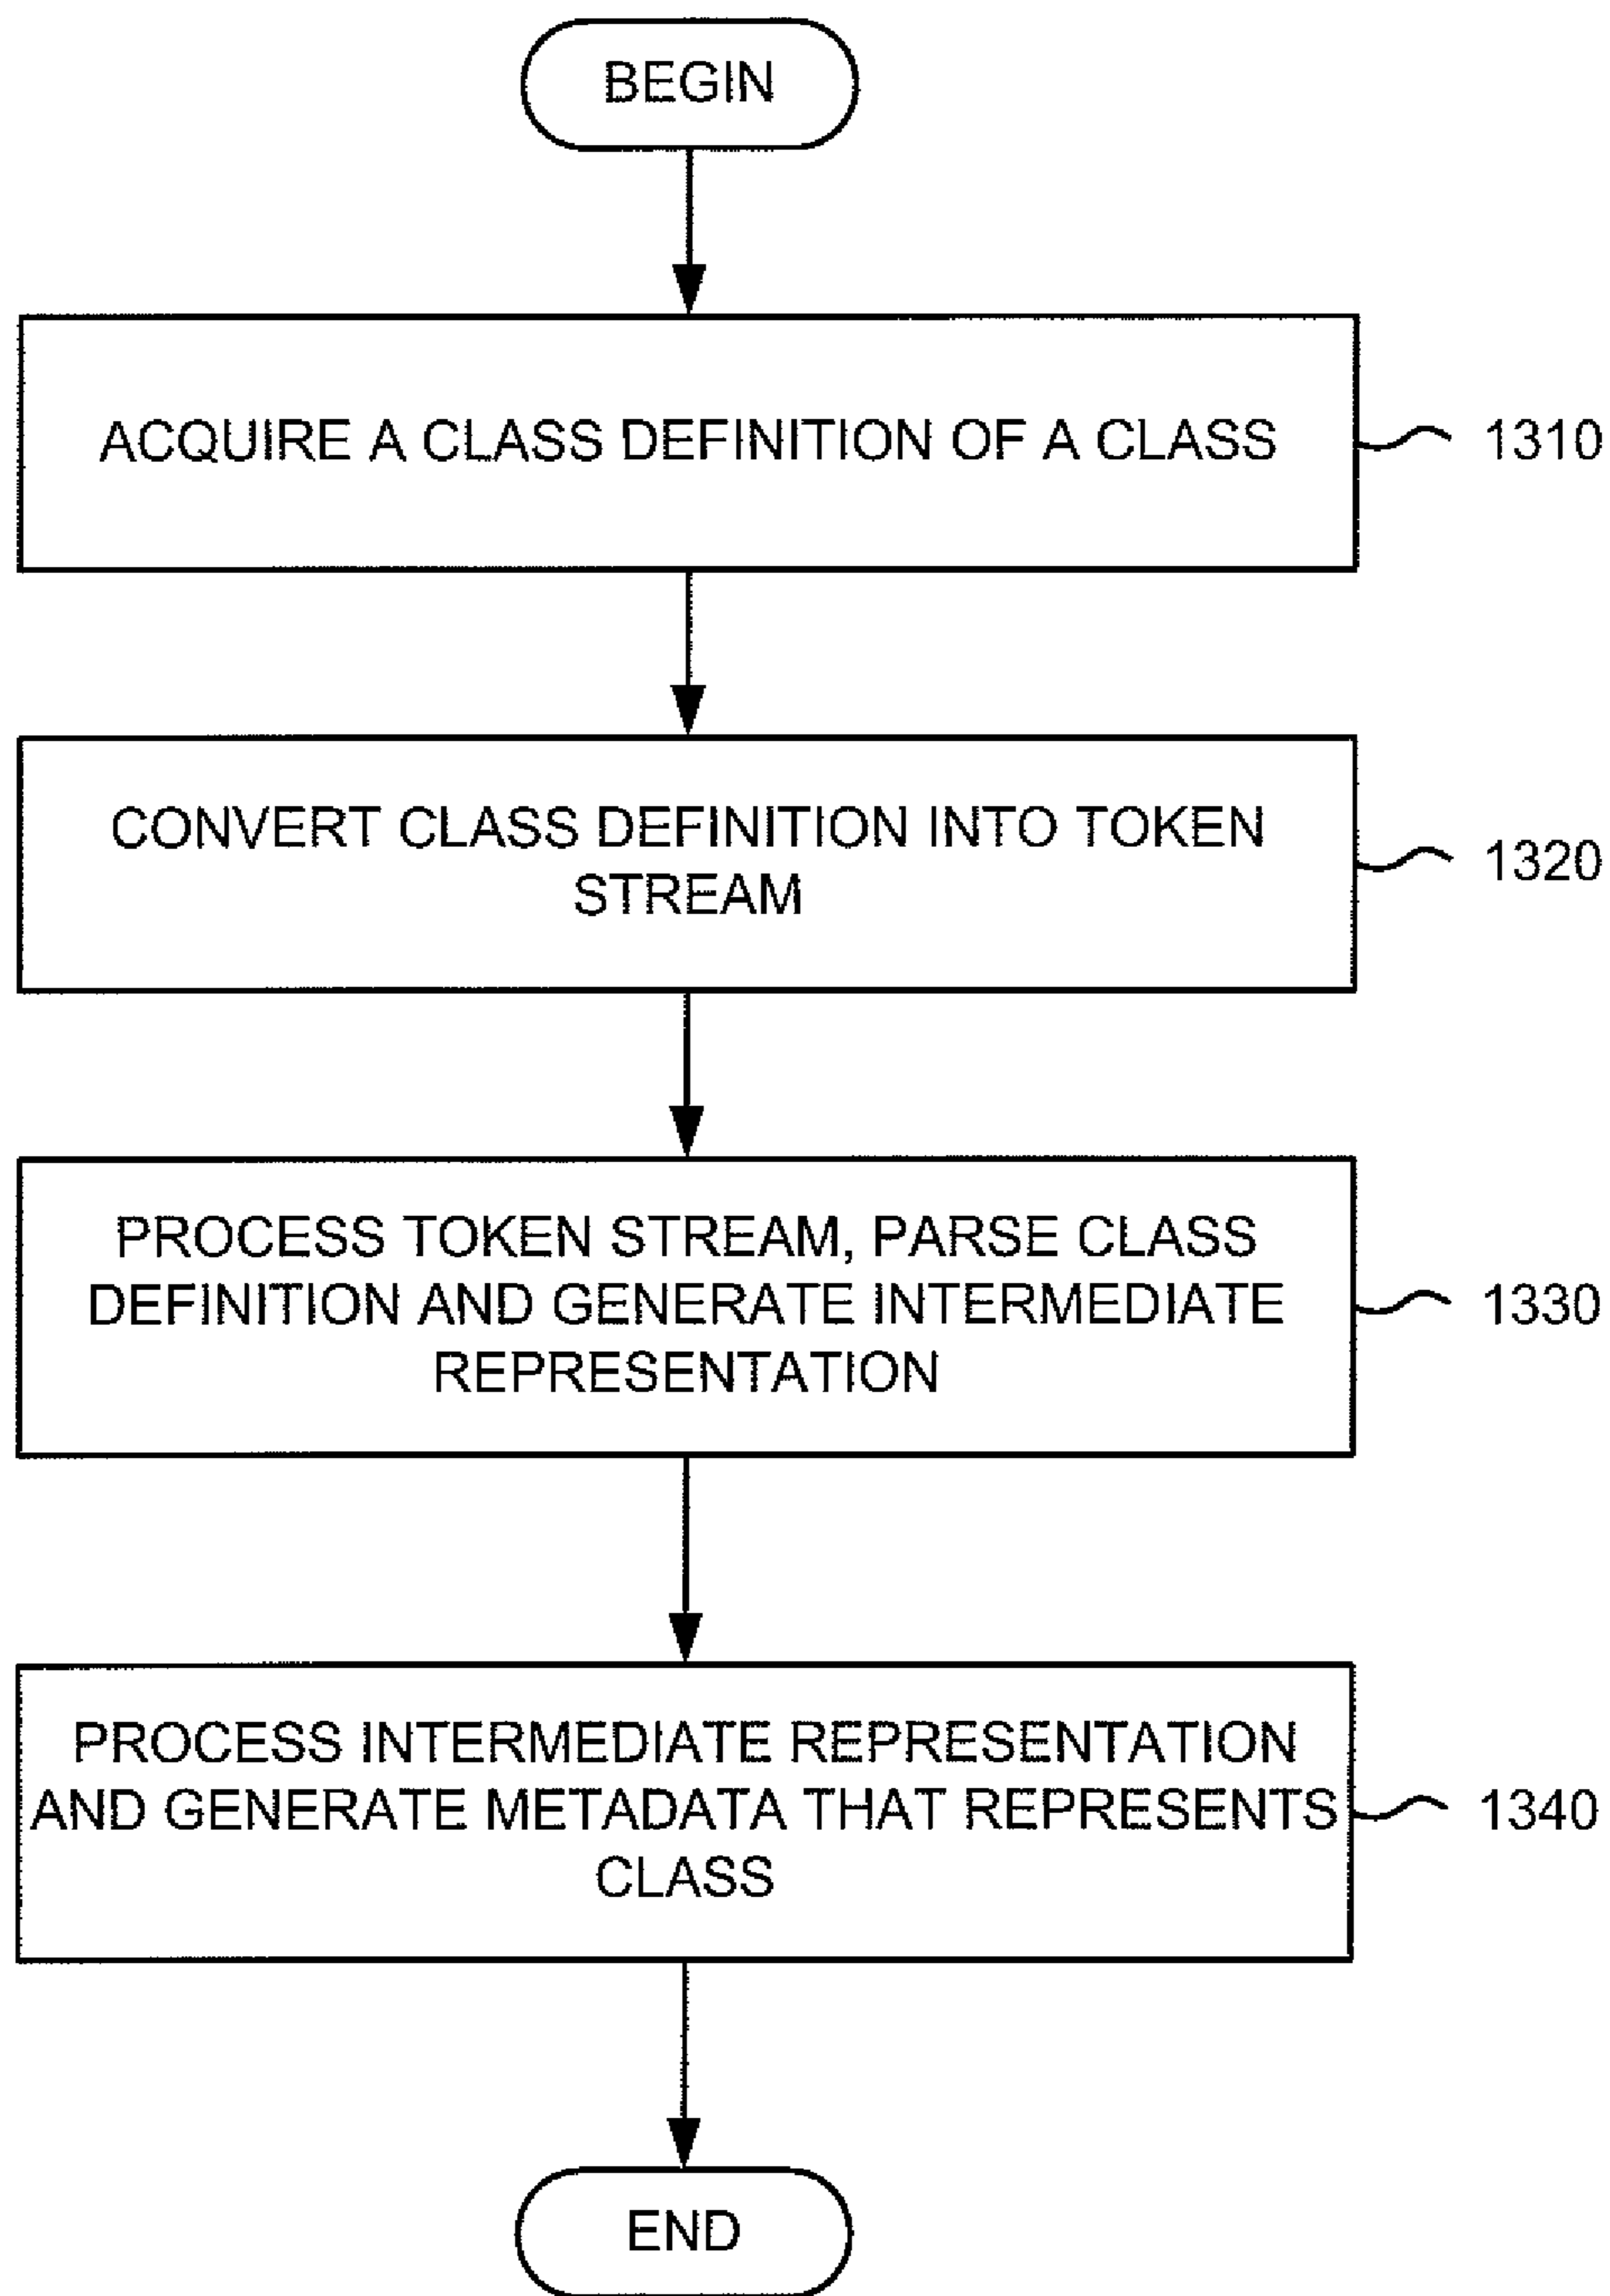 BEGIN
ACQUIRE A CLASS DEFINITION OF A CLASS
1310
CONVERT CLASS DEFINITION INTO TOKEN
STREAM
1320
PROCESS TOKEN STREAM, PARSE CLASS
DEFINITION AND GENERATE INTERMEDIATE
REPRESENTATION
1330
PROCESS INTERMEDIATE REPRESENTATION
AND GENERATE METADATA THAT REPRESENTS
CLASS
1340
END